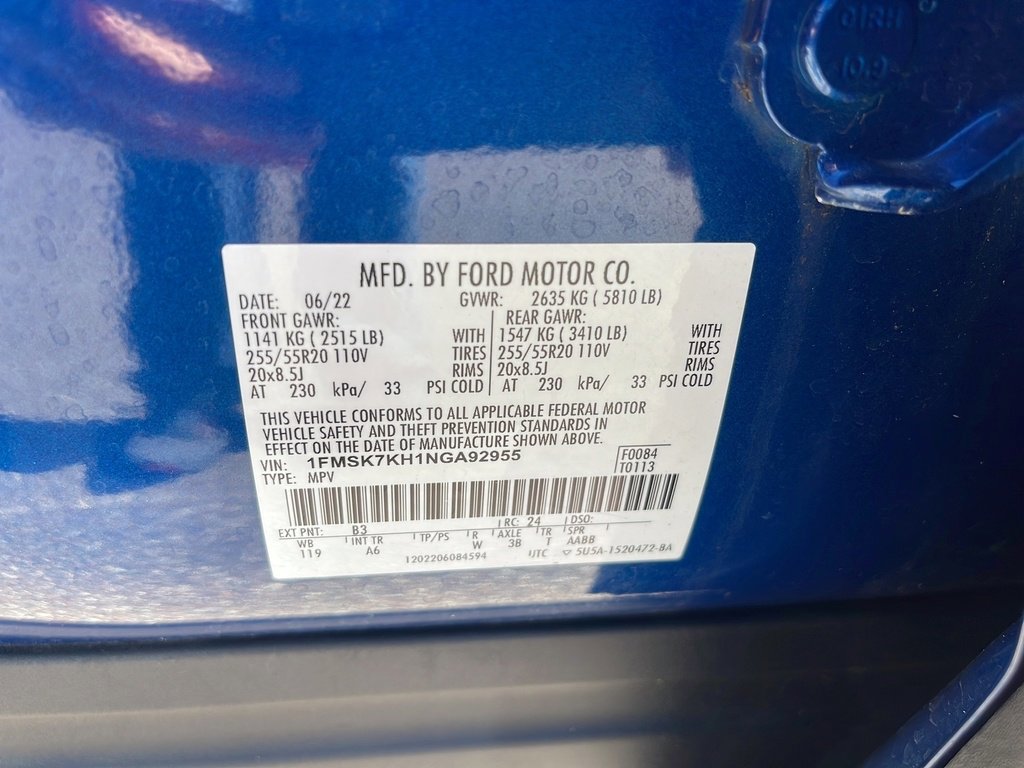 MFD. BY FORD MOTOR CO.
DATE: 06/22 GVWR: 2635 KG ( 5810 LB)
FRONT GAWR: REAR GAWR:
1141 KG ( 2515 LB) WITH 1547 KG ( 3410 LB) WITH
255/55R20 110V TIRES 255/55R20 110V TIRES
20x8.5J RIMS 20x8.5J RIMS
AT 230 kPa/ 33 PSI COLD AT 230 kPa/ 33 PSI COLD
THIS VEHICLE CONFORMS TO ALL APPLICABLE FEDERAL MOTOR
VEHICLE SAFETY AND THEFT PREVENTION STANDARDS IN
EFFECT ON THE DATE OF MANUFACTURE SHOWN ABOVE.
VIN: 1FMSK7KH1NGA92955 F0084
TYPE: MPV T0113
EXT PNT: B3 RC: 24 DSO:
WB INT TR TP/PS R AXLE TR SPR
119 A6 W 3B T AABB
1202206084594 UTC ▽ 5U5A-1520472-BA